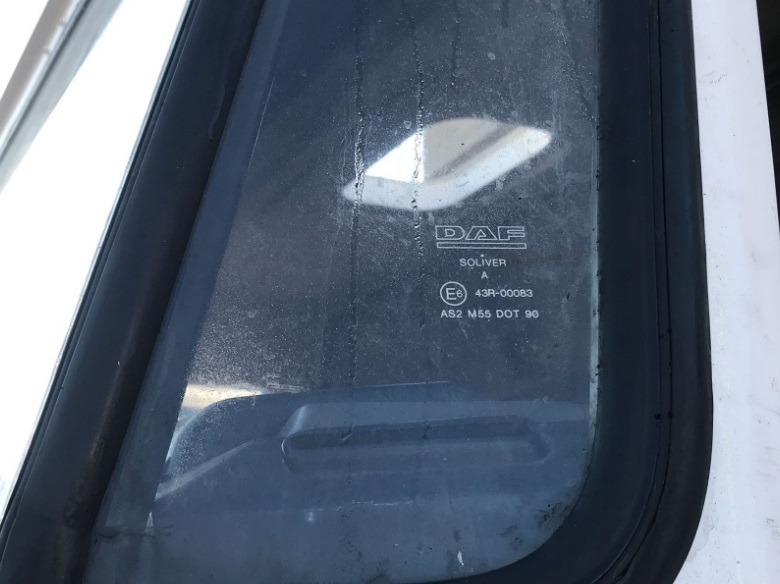 DAF
SOLIVER
A
E6 43R-00083
AS2 M55 DOT 90